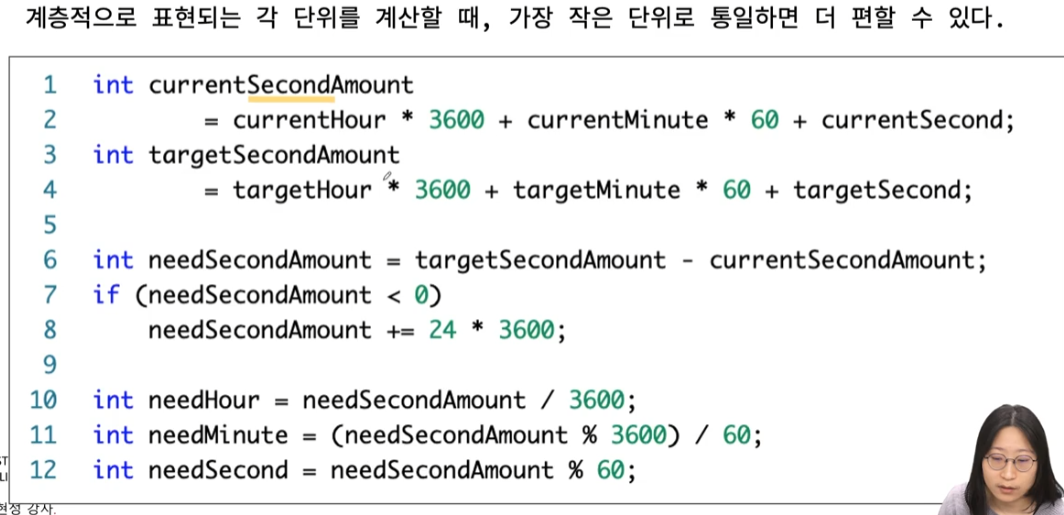 계층적으로 표현되는 각 단위를 계산할 때, 가장 작은 단위로 통일하면 더 편할 수 있다.
1 int currentSecondAmount
2 = currentHour * 3600 + currentMinute * 60 + currentSecond;
3 int targetSecondAmount
4 = targetHour * 3600 + targetMinute * 60 + targetSecond;
5
6 int needSecondAmount = targetSecondAmount - currentSecondAmount;
7 if (needSecondAmount < 0)
8 needSecondAmount += 24 * 3600;
9
10 int needHour = needSecondAmount / 3600;
11 int needMinute = (needSecondAmount % 3600) / 60;
12 int needSecond = needSecondAmount % 60;
강사.